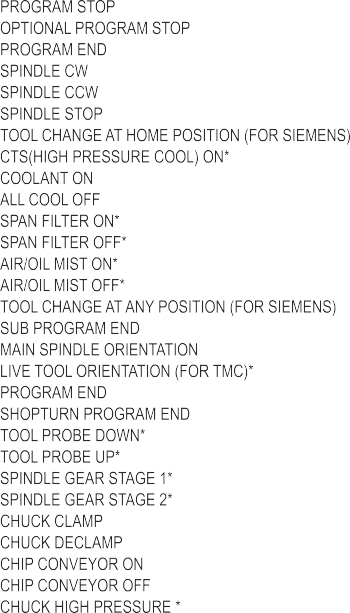 PROGRAM STOP
OPTIONAL PROGRAM STOP
PROGRAM END
SPINDLE CW
SPINDLE CCW
SPINDLE STOP
TOOL CHANGE AT HOME POSITION (FOR SIEMENS)
CTS(HIGH PRESSURE COOL) ON*
COOLANT ON
ALL COOL OFF
SPAN FILTER ON*
SPAN FILTER OFF*
AIR/OIL MIST ON*
AIR/OIL MIST OFF*
TOOL CHANGE AT ANY POSITION (FOR SIEMENS)
SUB PROGRAM END
MAIN SPINDLE ORIENTATION
LIVE TOOL ORIENTATION (FOR TMC)*
PROGRAM END
SHOPTURN PROGRAM END
TOOL PROBE DOWN*
TOOL PROBE UP*
SPINDLE GEAR STAGE 1*
SPINDLE GEAR STAGE 2*
CHUCK CLAMP
CHUCK DECLAMP
CHIP CONVEYOR ON
CHIP CONVEYOR OFF
CHUCK HIGH PRESSURE *